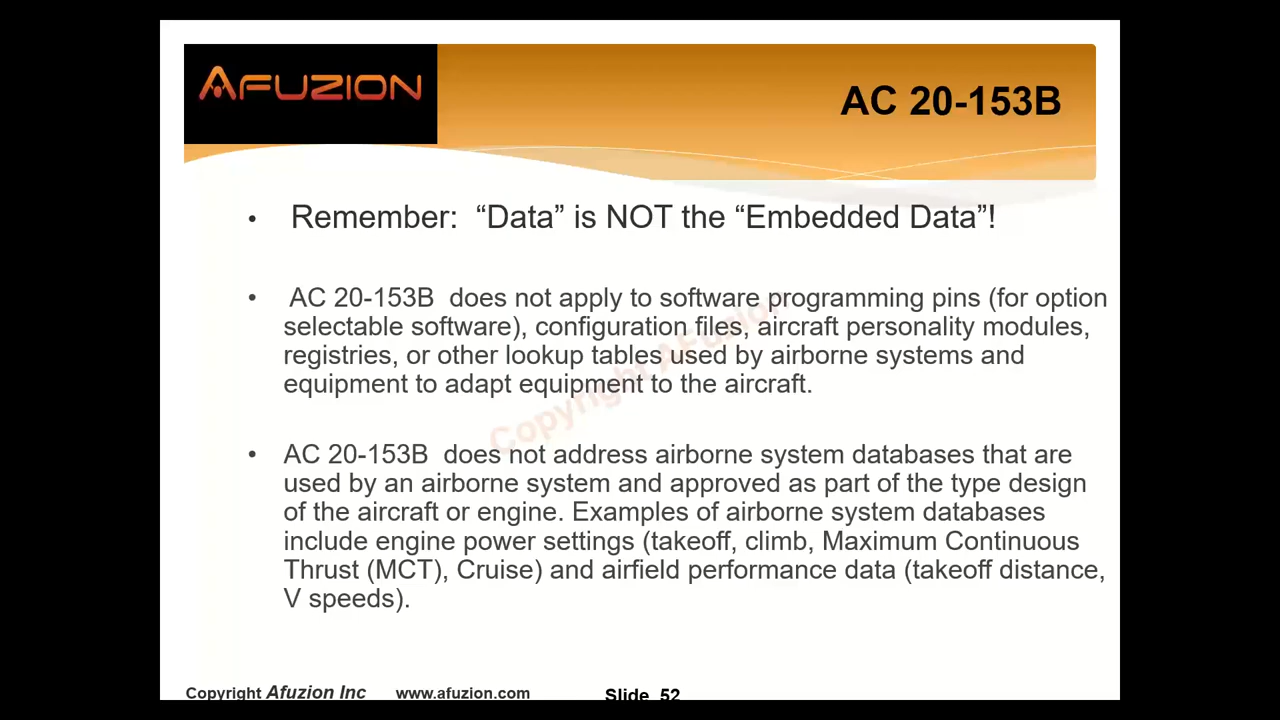 AFUZION
AC 20-153B
• Remember: “Data” is NOT the “Embedded Data”!
• AC 20-153B does not apply to software programming pins (for option
selectable software), configuration files, aircraft personality modules,
registries, or other lookup tables used by airborne systems and
equipment to adapt equipment to the aircraft.
• AC 20-153B does not address airborne system databases that are
used by an airborne system and approved as part of the type design
of the aircraft or engine. Examples of airborne system databases
include engine power settings (takeoff, climb, Maximum Continuous
Thrust (MCT), Cruise) and airfield performance data (takeoff distance,
V speeds).
Copyright AFuzion
Copyright Afuzion Inc www.afuzion.com Slide 52